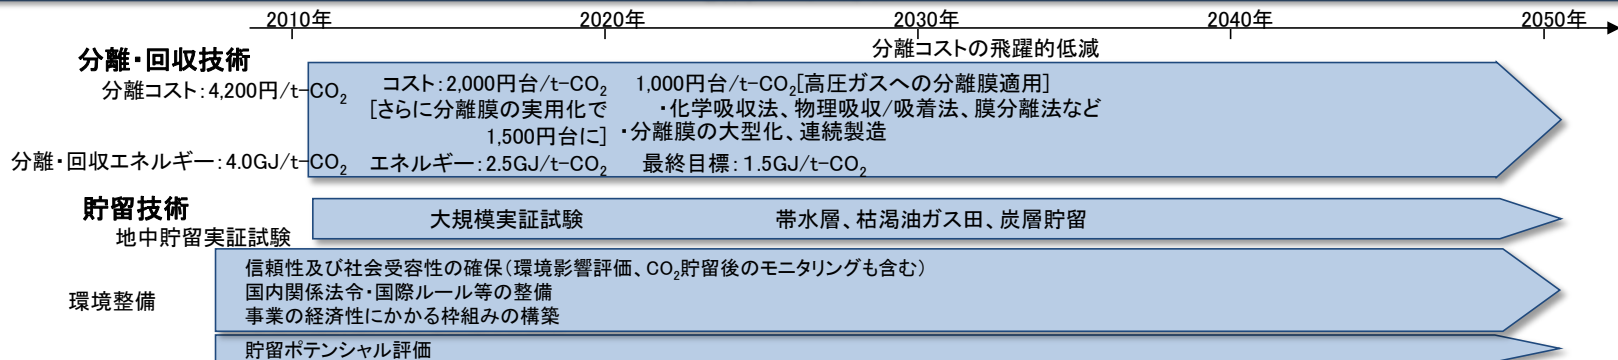 2010年 2020年 2030年 2040年 2050年
分離コストの飛躍的低減
分離・回収技術
分離コスト：4,200円/t-CO2 コスト：2,000円台/t-CO2 1,000円台/t-CO2[高圧ガスへの分離膜適用]
[さらに分離膜の実用化で ・化学吸収法、物理吸収/吸着法、膜分離法など
1,500円台に] ・分離膜の大型化、連続製造
分離・回収エネルギー：4.0GJ/t-CO2 エネルギー：2.5GJ/t-CO2 最終目標：1.5GJ/t-CO2
貯留技術
大規模実証試験 帯水層、枯渇油ガス田、炭層貯留
地中貯留実証試験
信頼性及び社会受容性の確保（環境影響評価、CO2貯留後のモニタリングも含む）
環境整備 国内関係法令・国際ルール等の整備
事業の経済性にかかる枠組みの構築
貯留ポテンシャル評価